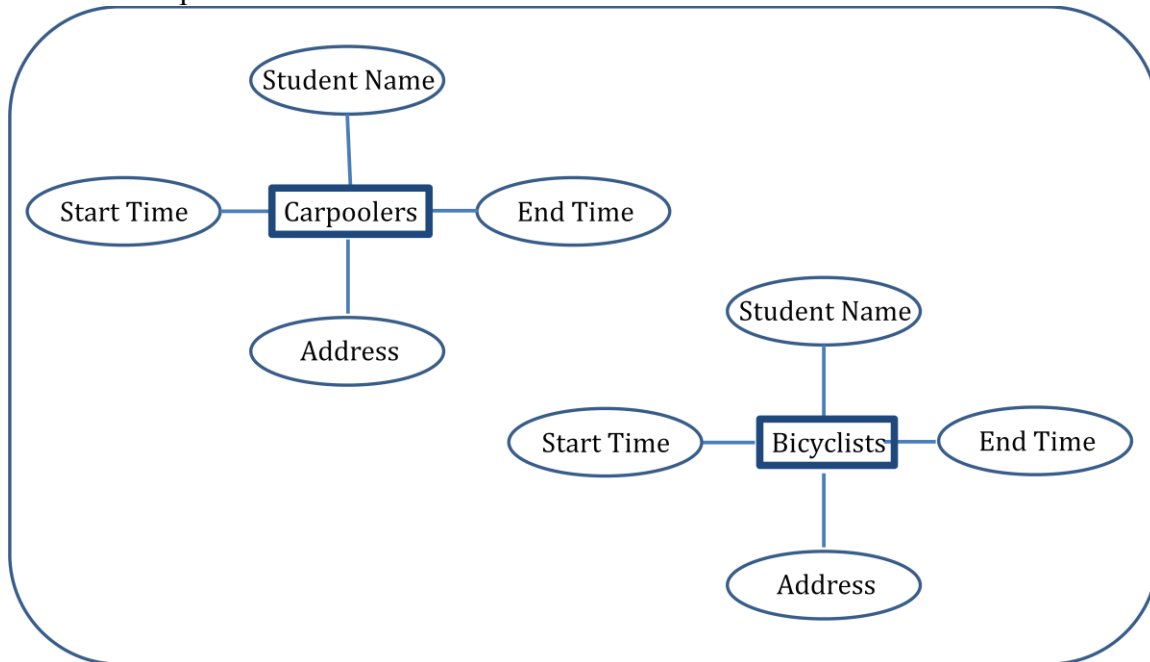 Student Name
Start Time
Carpoolers
End Time
Address
Student Name
Start Time
Bicyclists
End Time
Address